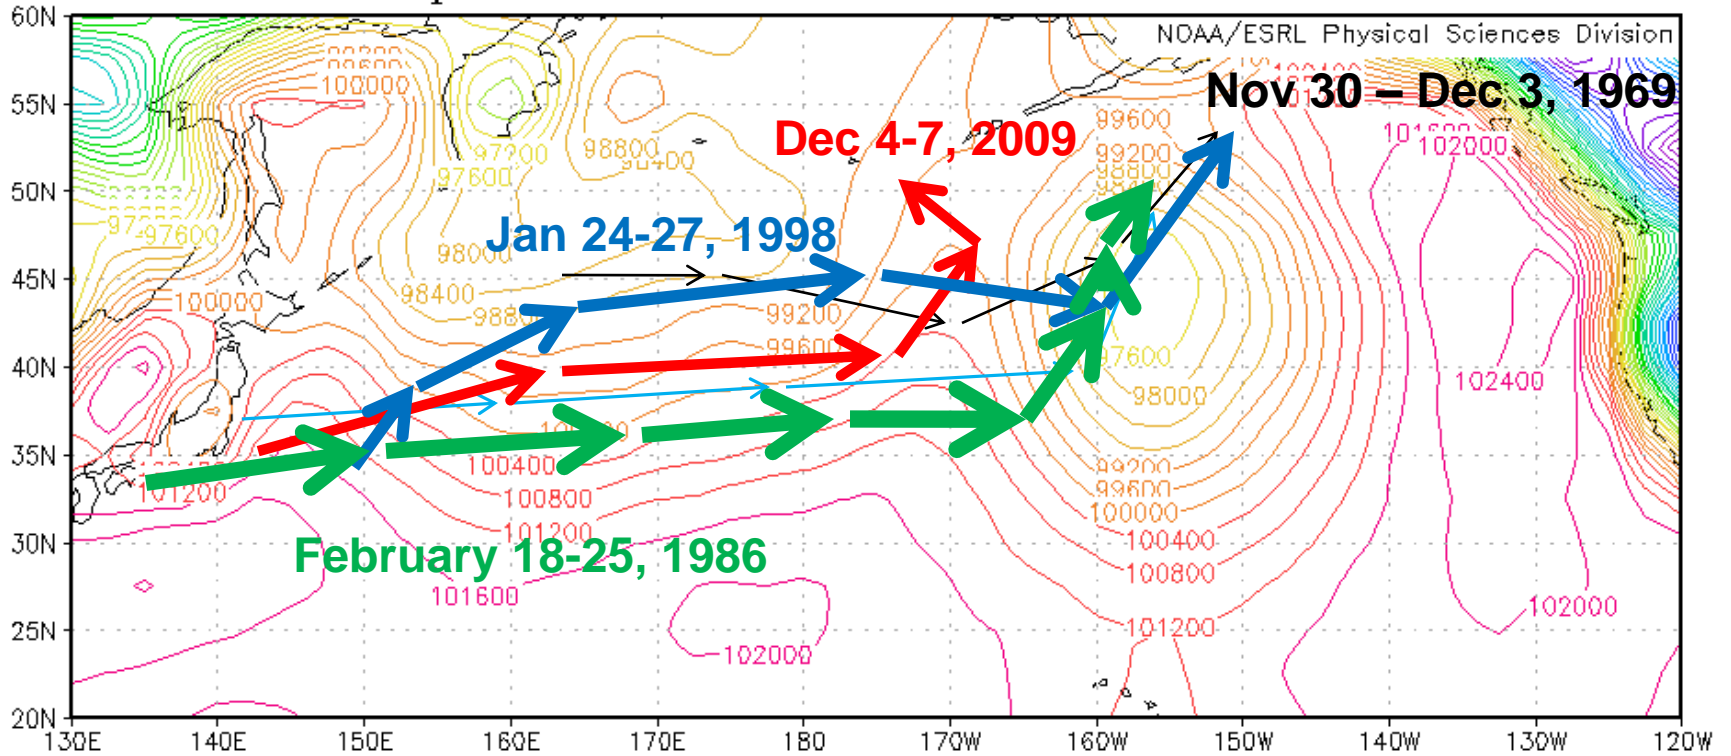 60N
NOAA/ESRL Physical Sciences Division
Nov 30 – Dec 3, 1969
100000
55N
99600
Dec 4-7, 2009
99200
98800
97200
98800
102000
97600
50N
97600
Jan 24-27, 1998
98000
45N
98400
100000
99200
99600
97600
40N
102400
98000
35N
100400
99200
101200
100800
99600
100000
101200
30N
100400
February 18-25, 1986
100800
101600
102000
25N
101200
102000
20N
130E 140E 150E 160E 170E 180 170W 160W 150W 140W 130W 120W